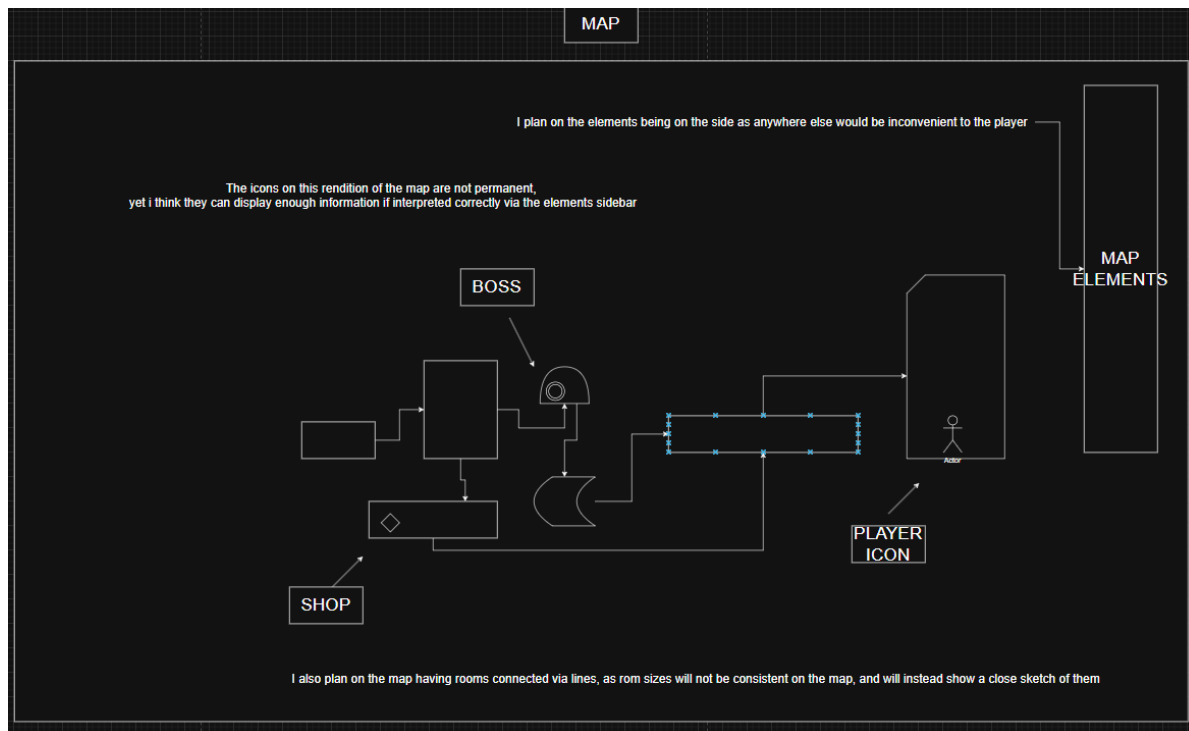 MAP
I plan on the elements being on the side as anywhere else would be inconvenient to the player
The icons on this rendition of the map are not permanent,
yet i think they can display enough information if interpreted correctly via the elements sidebar
MAP
ELEMENTS
BOSS
Actor
PLAYER
ICON
SHOP
I also plan on the map having rooms connected via lines, as rom sizes will not be consistent on the map, and will instead show a close sketch of them